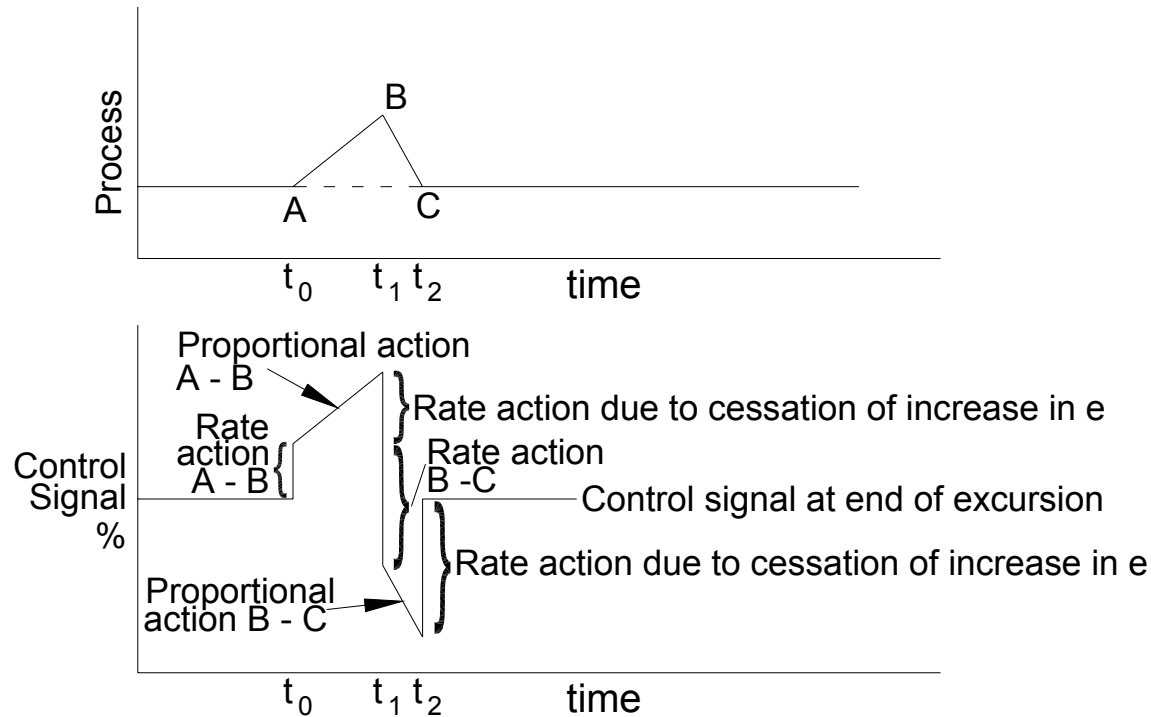 Process
B
A
C
t0
t1
t2
time
Control
Signal
%
Proportional action
A - B
Rate
action
A - B
Rate action due to cessation of increase in e
Rate action
B -C
Control signal at end of excursion
Rate action due to cessation of increase in e
Proportional
action B - C
t0
t1
t2
time